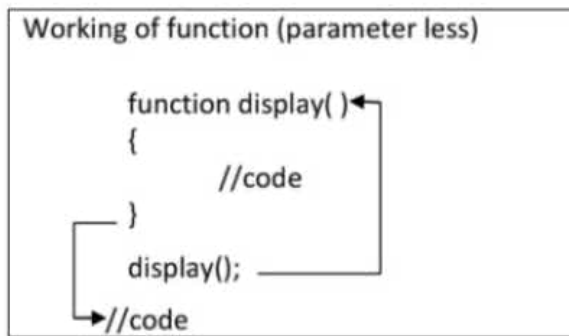 Working of function (parameter less)
function display( )
{
//code
}
display();
//code